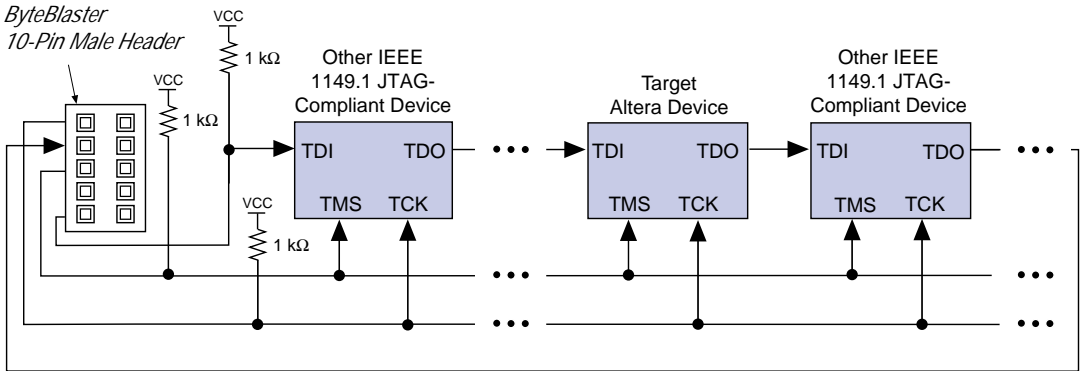 ByteBlaster
10-Pin Male Header
VCC
1 kΩ
VCC
1 kΩ
VCC
1 kΩ
Other IEEE
1149.1 JTAG-
Compliant Device
TDI
TDO
TMS
TCK
Target
Altera Device
TDI
TDO
TMS
TCK
Other IEEE
1149.1 JTAG-
Compliant Device
TDI
TDO
TMS
TCK